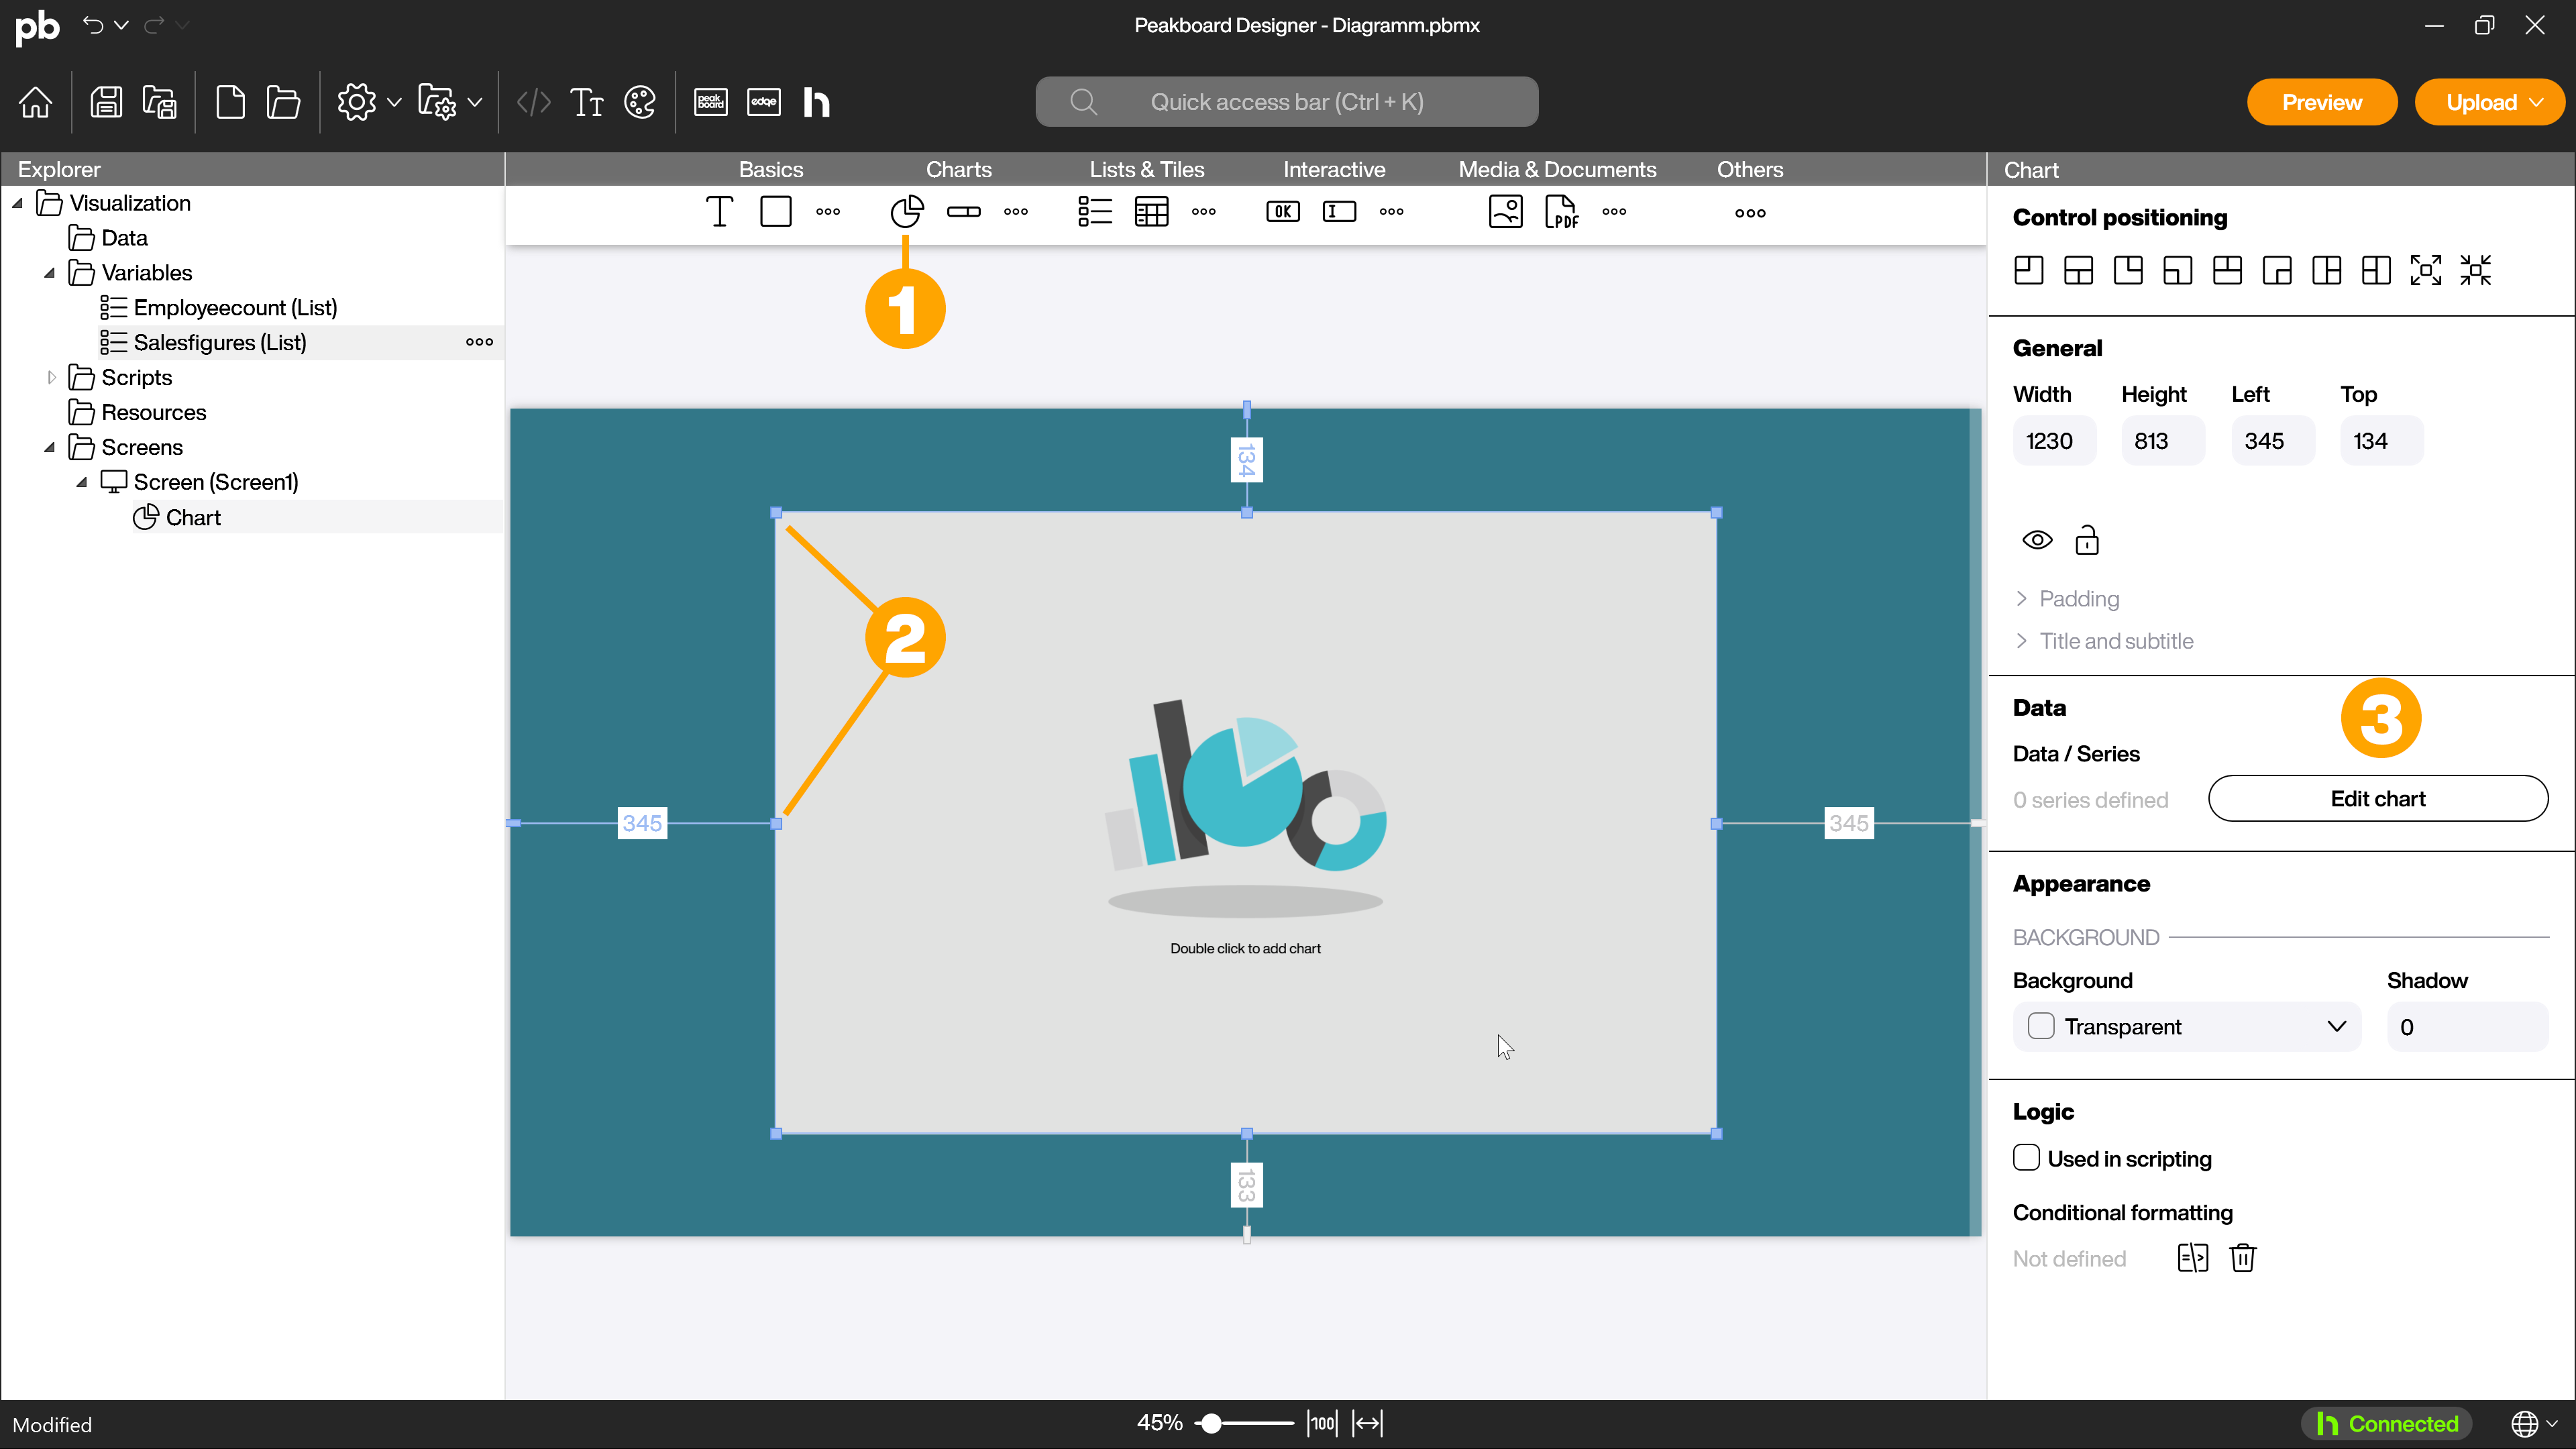 pb
Peakboard Designer - Diagramm.pbmx
peak board
edge
h
Quick access bar (Ctrl + K)
Preview
Upload
Explorer
Basics
Charts
Lists & Tiles
Interactive
Media & Documents
Others
Chart
Visualization
Data
Variables
Employeecount (List)
Salesfigures (List)
Scripts
Resources
Screens
Screen (Screen1)
Chart
T
OK
I
PDF
1
2
3
134
345
345
133
Double click to add chart
Control positioning
General
Width
Height
Left
Top
1230
813
345
134
Padding
Title and subtitle
Data
Data / Series
0 series defined
Edit chart
Appearance
BACKGROUND
Background
Shadow
Transparent
0
Logic
Used in scripting
Conditional formatting
Not defined
Modified
45%
100
h Connected